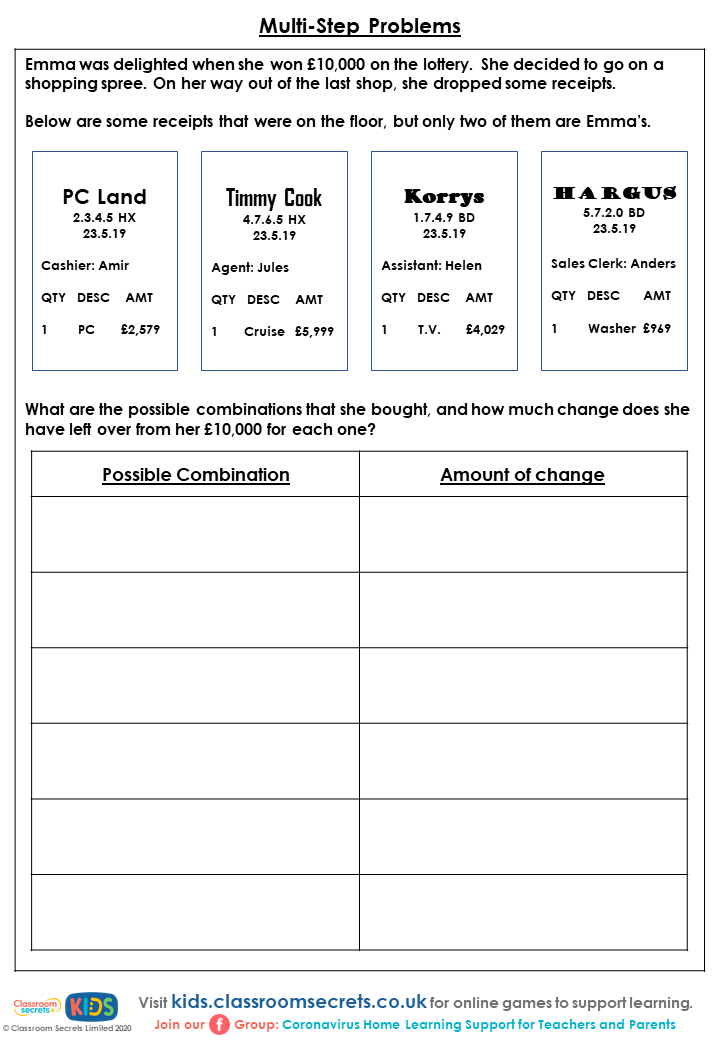 Multi-Step Problems
Emma was delighted when she won £10,000 on the lottery. She decided to go on a
shopping spree. On her way out of the last shop, she dropped some receipts.
Below are some receipts that were on the floor, but only two of them are Emma's.
PC Land
2.3.4.5 HX
23.5.19
Cashier: Amir
QTY DESC AMT
1 PC £2,579
Timmy Cook
4.7.6.5 HX
23.5.19
Agent: Jules
QTY DESC AMT
1 Cruise £5,999
Korrys
1.7.4.9 BD
23.5.19
Assistant: Helen
QTY DESC AMT
1 T.V. £4,029
HARGUS
5.7.2.0 BD
23.5.19
Sales Clerk: Anders
QTY DESC AMT
1 Washer £969
What are the possible combinations that she bought, and how much change does she
have left over from her £10,000 for each one?
Possible Combination Amount of change
Classroom
Secrets
KIDS
© Classroom Secrets Limited 2020
Visit kids.classroomsecrets.co.uk for online games to support learning.
Join our f Group: Coronavirus Home Learning Support for Teachers and Parents